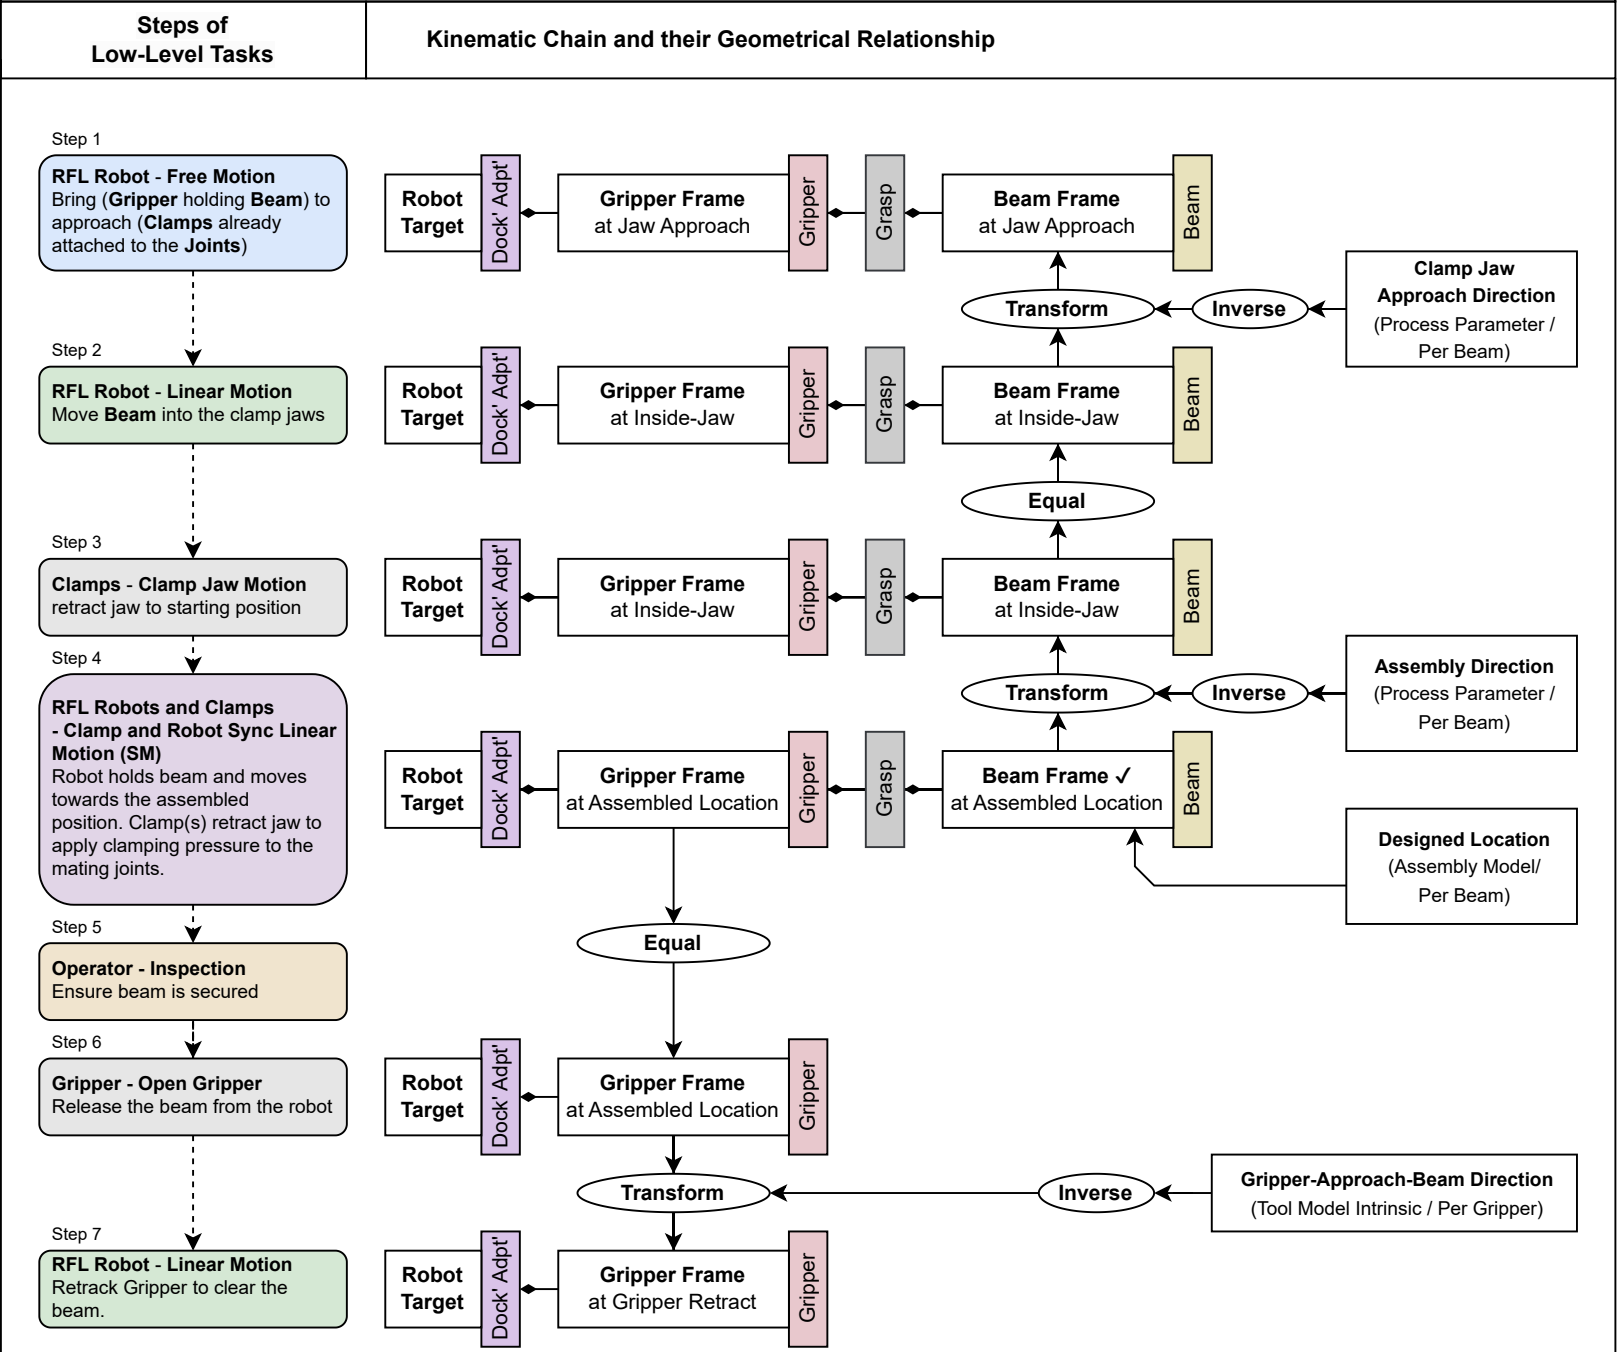 Steps of
Low-Level Tasks
Kinematic Chain and their Geometrical Relationship
Step 1
RFL Robot - Free Motion
Bring (Gripper holding Beam) to
approach (Clamps already
attached to the Joints)
Robot
Target
Dock' Adpt'
Gripper Frame
at Jaw Approach
Gripper
Grasp
Beam Frame
at Jaw Approach
Beam
Transform
Inverse
Clamp Jaw
Approach Direction
(Process Parameter /
Per Beam)
Step 2
RFL Robot - Linear Motion
Move Beam into the clamp jaws
Robot
Target
Dock' Adpt'
Gripper Frame
at Inside-Jaw
Gripper
Grasp
Beam Frame
at Inside-Jaw
Beam
Equal
Step 3
Clamps - Clamp Jaw Motion
retract jaw to starting position
Robot
Target
Dock' Adpt'
Gripper Frame
at Inside-Jaw
Gripper
Grasp
Beam Frame
at Inside-Jaw
Beam
Transform
Inverse
Assembly Direction
(Process Parameter /
Per Beam)
Step 4
RFL Robots and Clamps
- Clamp and Robot Sync Linear
Motion (SM)
Robot holds beam and moves
towards the assembled
position. Clamp(s) retract jaw to
apply clamping pressure to the
mating joints.
Robot
Target
Dock' Adpt'
Gripper Frame
at Assembled Location
Gripper
Grasp
Beam Frame ✓
at Assembled Location
Beam
Designed Location
(Assembly Model/
Per Beam)
Step 5
Operator - Inspection
Ensure beam is secured
Equal
Step 6
Gripper - Open Gripper
Release the beam from the robot
Robot
Target
Dock' Adpt'
Gripper Frame
at Assembled Location
Gripper
Transform
Inverse
Gripper-Approach-Beam Direction
(Tool Model Intrinsic / Per Gripper)
Step 7
RFL Robot - Linear Motion
Retrack Gripper to clear the
beam.
Robot
Target
Dock' Adpt'
Gripper Frame
at Gripper Retract
Gripper